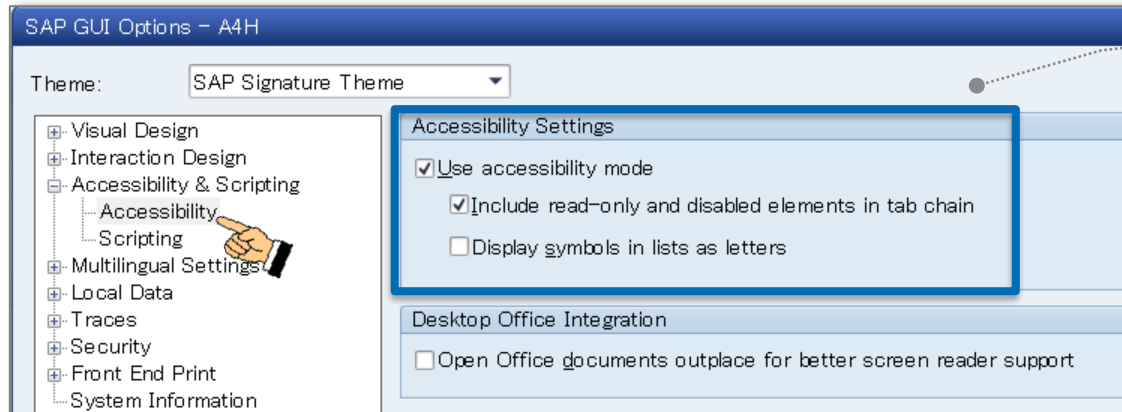 SAP GUI Options - A4H
Theme: SAP Signature Theme
Visual Design
Interaction Design
Accessibility & Scripting
Accessibility
Scripting
Multilingual Settings
Local Data
Traces
Security
Front End Print
System Information
Accessibility Settings
Use accessibility mode
Include read-only and disabled elements in tab chain
Display symbols in lists as letters
Desktop Office Integration
Open Office documents outplace for better screen reader support